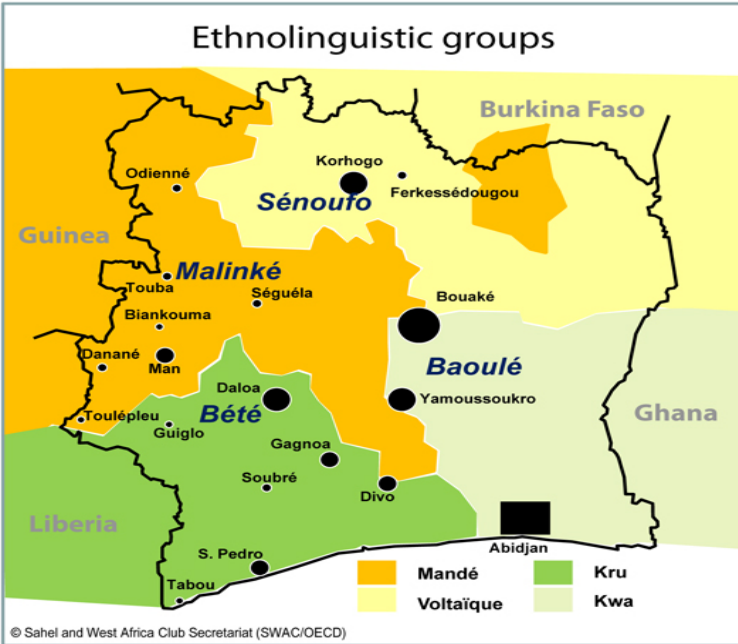 Ethnolinguistic groups
Burkina Faso
Korhogo
Odienné
Ferkessédougou
Sénoufo
Guinea
Malinké
Touba
Séguéla
Bouaké
Biankouma
Danané
Man
Baoulé
Daloa
Yamoussoukro
Bété
Toulépleu
Guiglo
Ghana
Gagnoa
Soubré
Divo
Liberia
Abidjan
S. Pedro
Tabou
Mandé
Kru
Voltaïque
Kwa
© Sahel and West Africa Club Secretariat (SWAC/OECD)